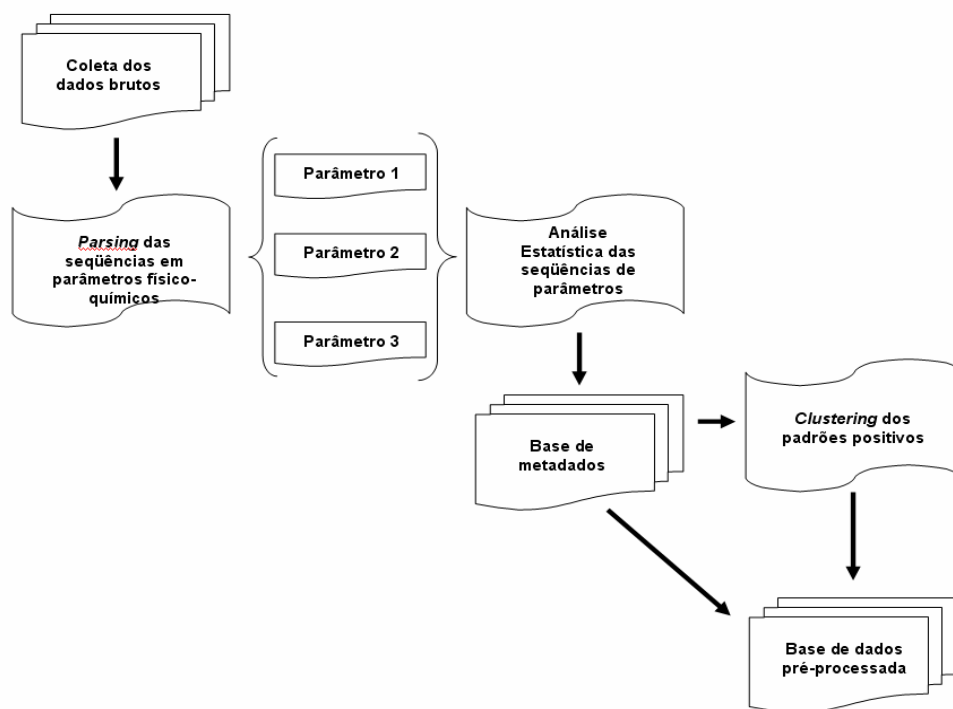 Coleta dos
dados brutos
Parsing das
seqüências em
parâmetros físico-
químicos
Parâmetro 1
Parâmetro 2
Parâmetro 3
Análise
Estatística das
seqüências de
parâmetros
Base de
metadados
Clustering dos
padrões positivos
Base de dados
pré-processada